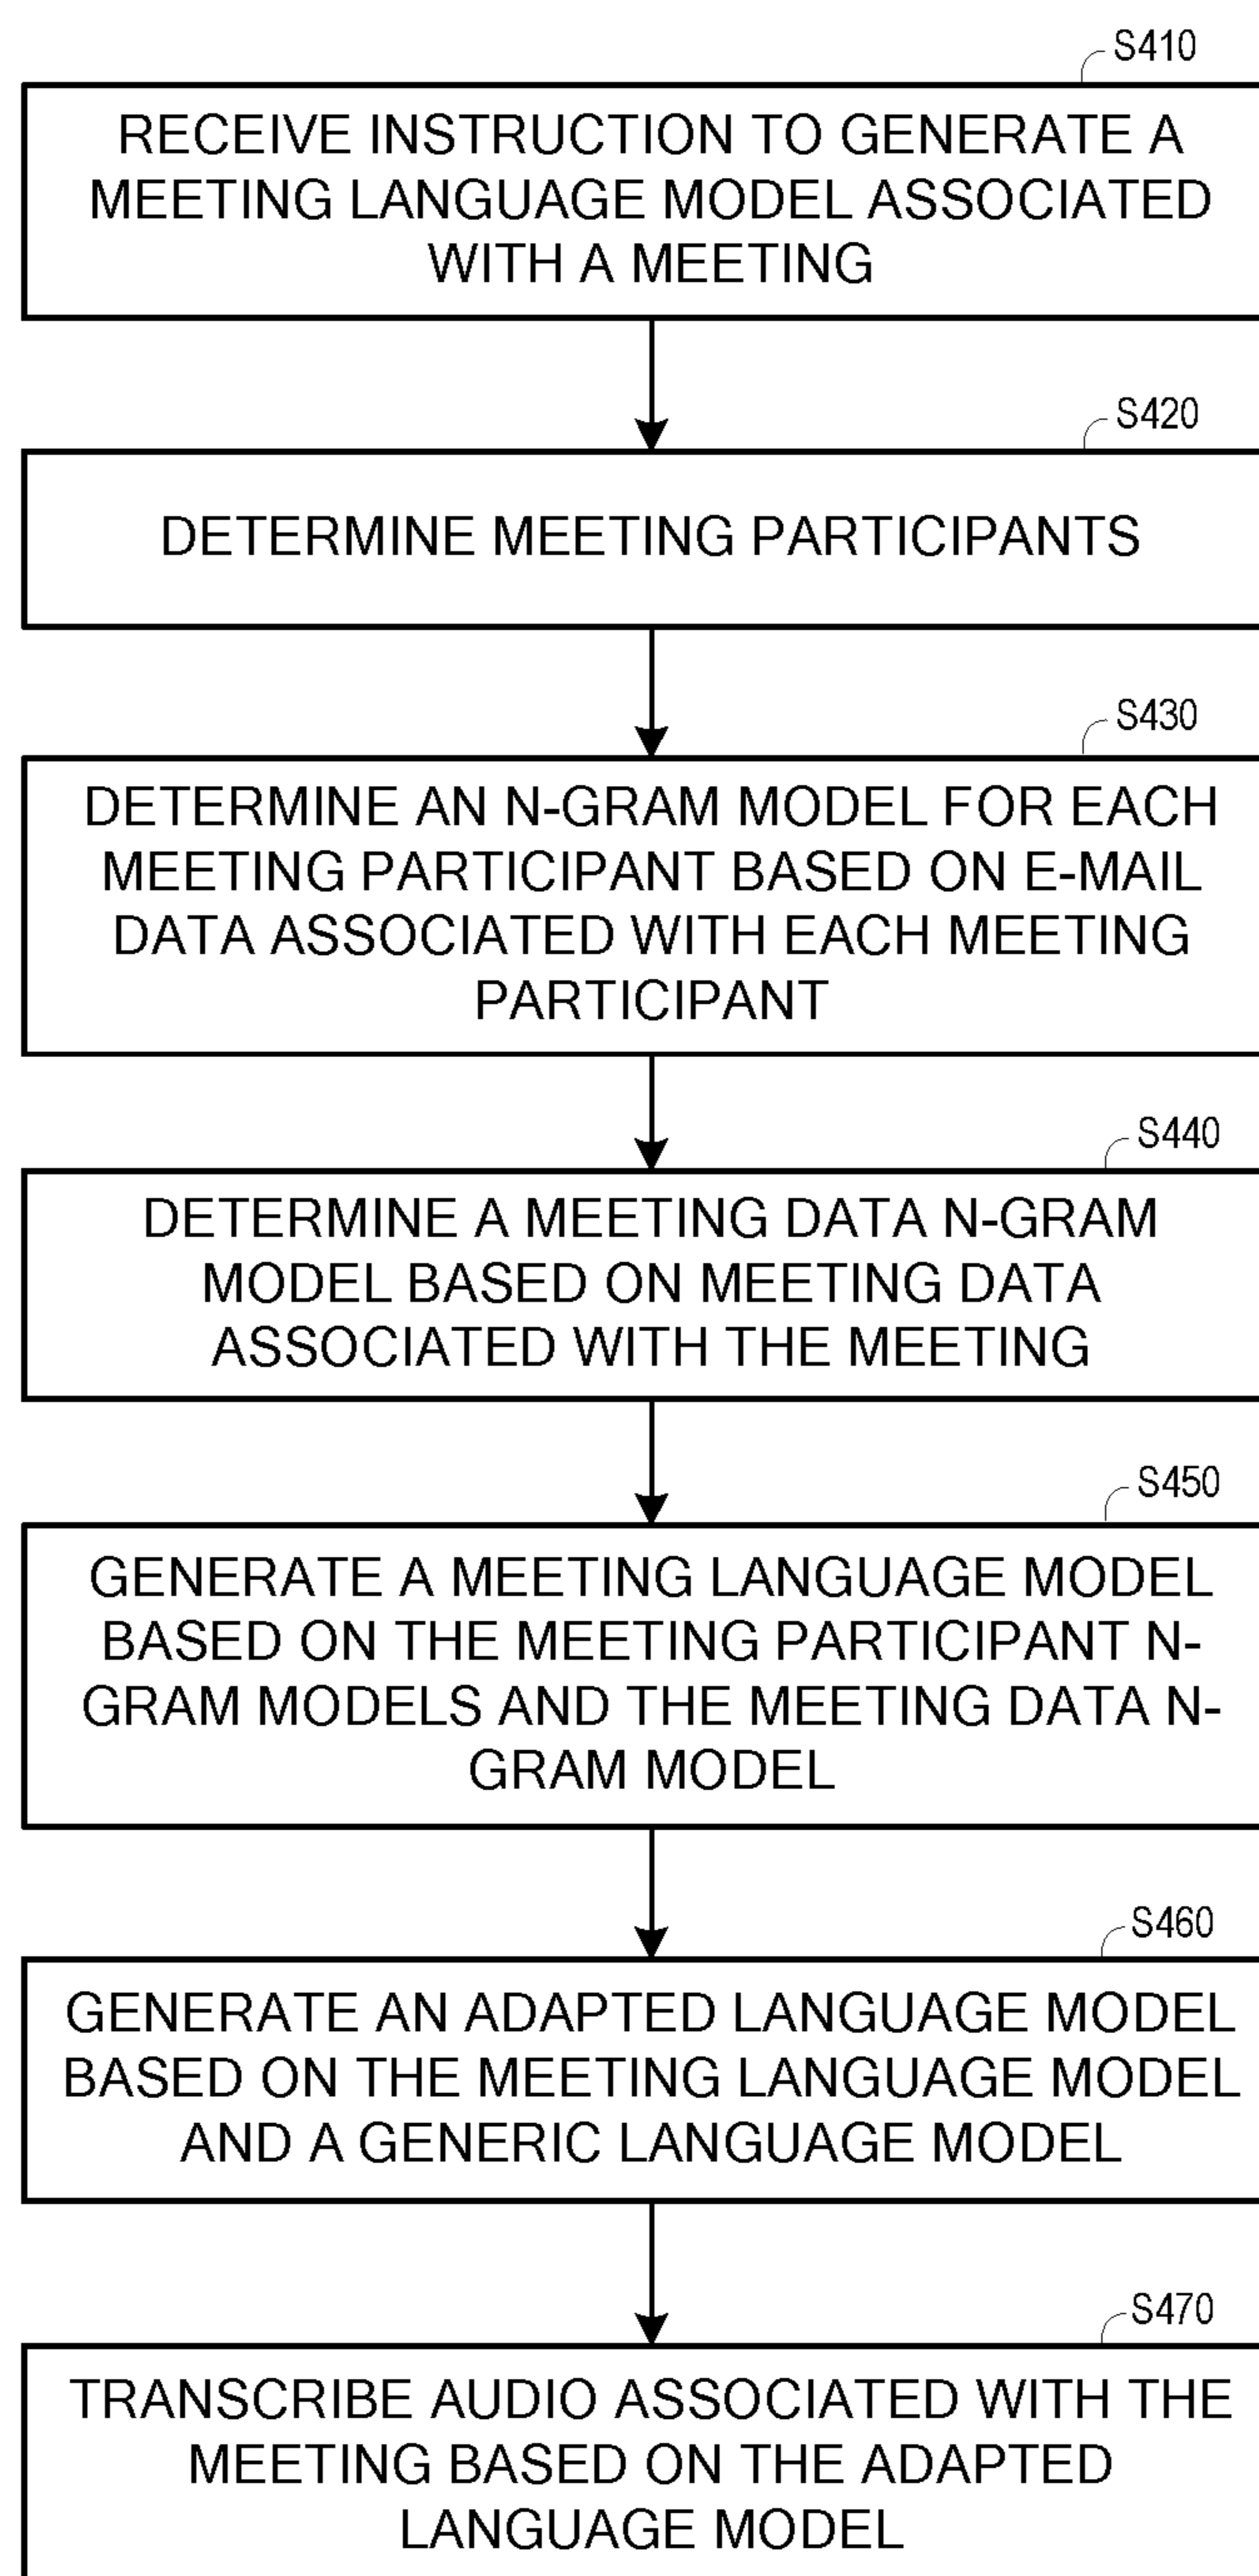 S410
RECEIVE INSTRUCTION TO GENERATE A
MEETING LANGUAGE MODEL ASSOCIATED
WITH A MEETING
S420
DETERMINE MEETING PARTICIPANTS
S430
DETERMINE AN N-GRAM MODEL FOR EACH
MEETING PARTICIPANT BASED ON E-MAIL
DATA ASSOCIATED WITH EACH MEETING
PARTICIPANT
S440
DETERMINE A MEETING DATA N-GRAM
MODEL BASED ON MEETING DATA
ASSOCIATED WITH THE MEETING
S450
GENERATE A MEETING LANGUAGE MODEL
BASED ON THE MEETING PARTICIPANT N-
GRAM MODELS AND THE MEETING DATA N-
GRAM MODEL
S460
GENERATE AN ADAPTED LANGUAGE MODEL
BASED ON THE MEETING LANGUAGE MODEL
AND A GENERIC LANGUAGE MODEL
S470
TRANSCRIBE AUDIO ASSOCIATED WITH THE
MEETING BASED ON THE ADAPTED
LANGUAGE MODEL